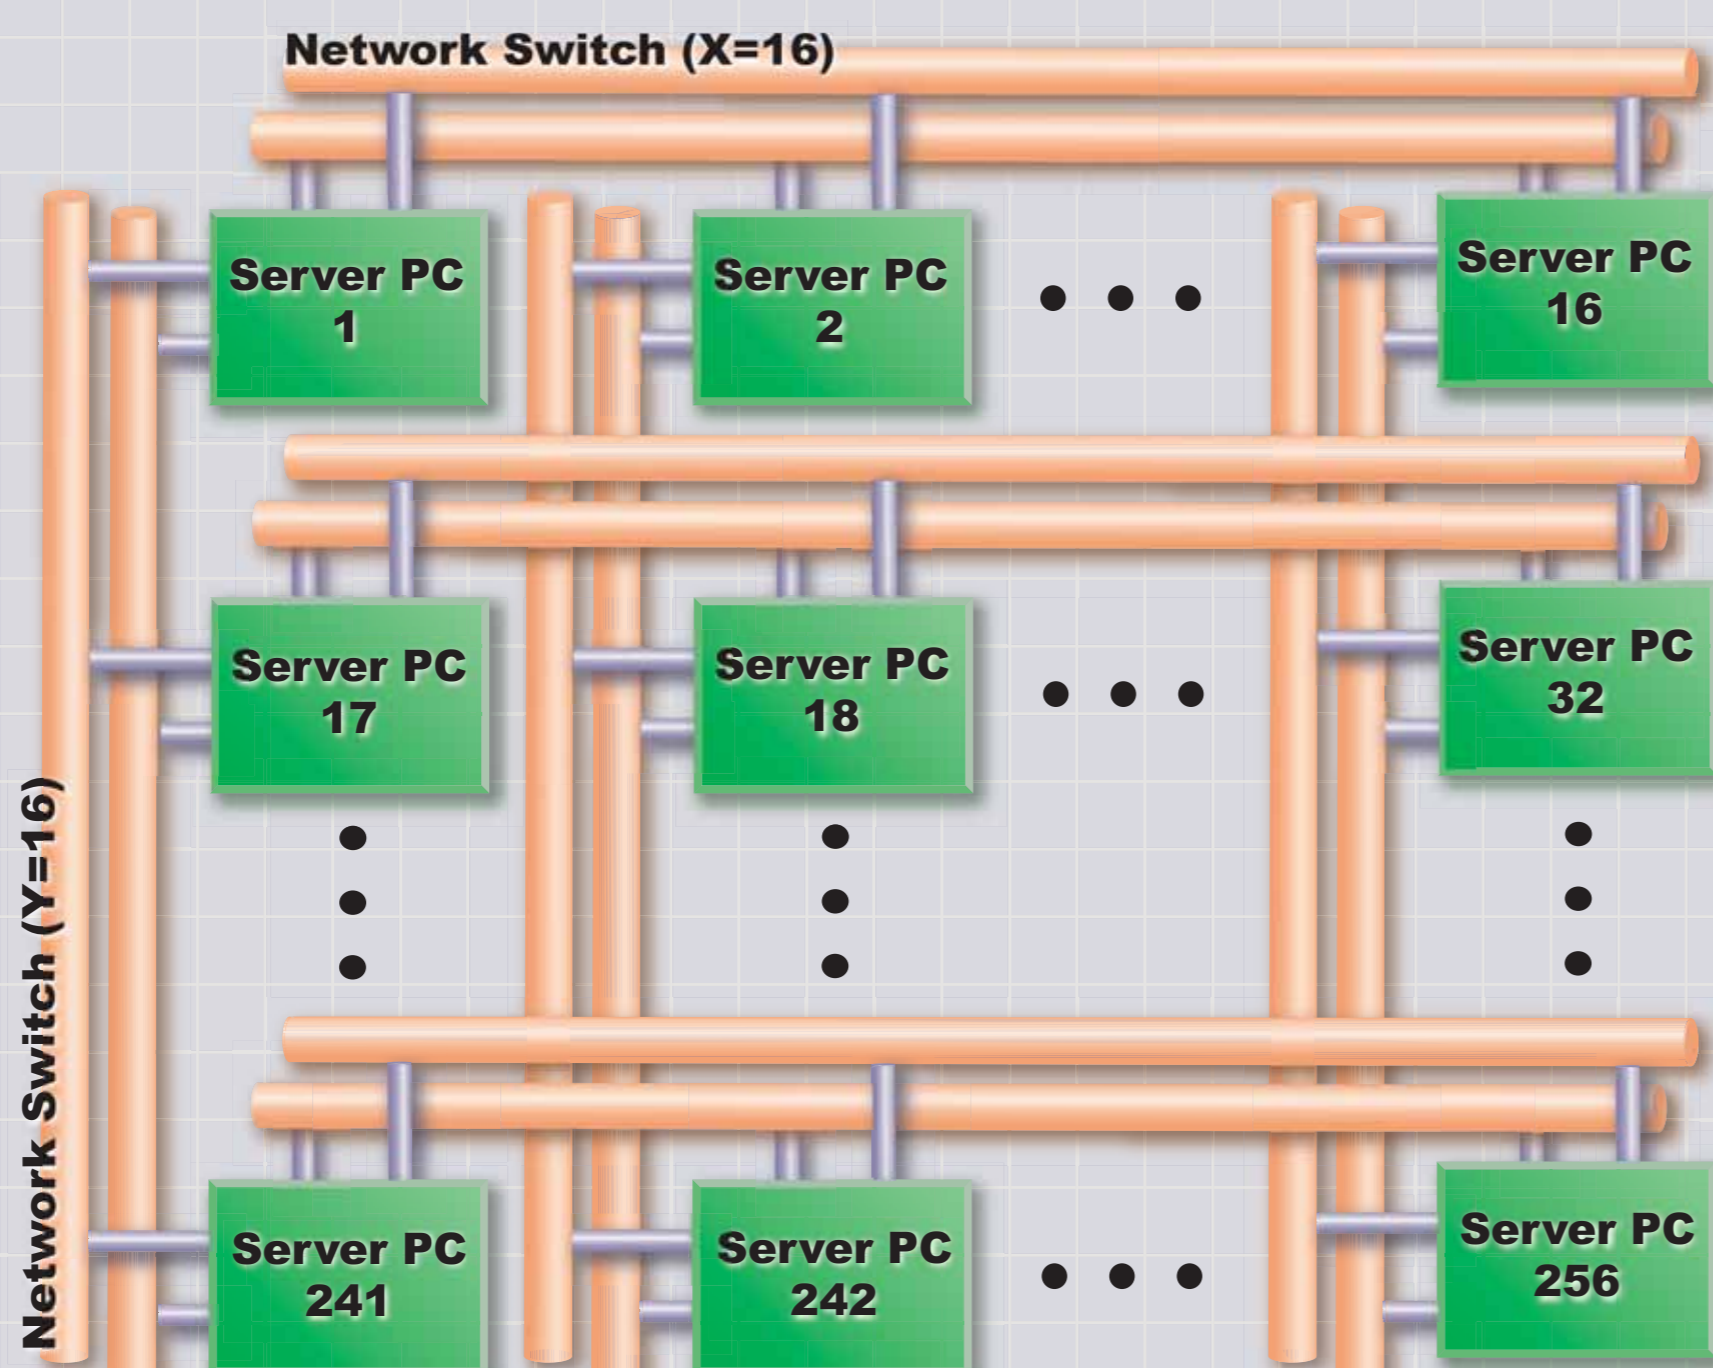 Network Switch (X=16)
Server PC
1
Server PC
2
Server PC
16
Server PC
17
Server PC
18
Server PC
32
Network Switch (Y=16)
Server PC
241
Server PC
242
Server PC
256